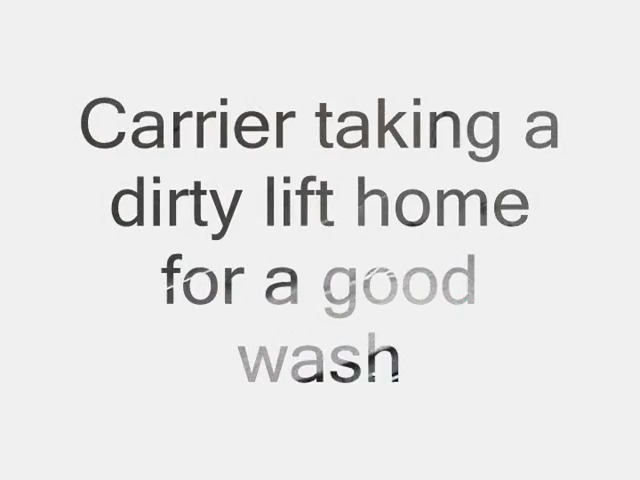 Carrier taking a
dirty lift home
for a good
wash